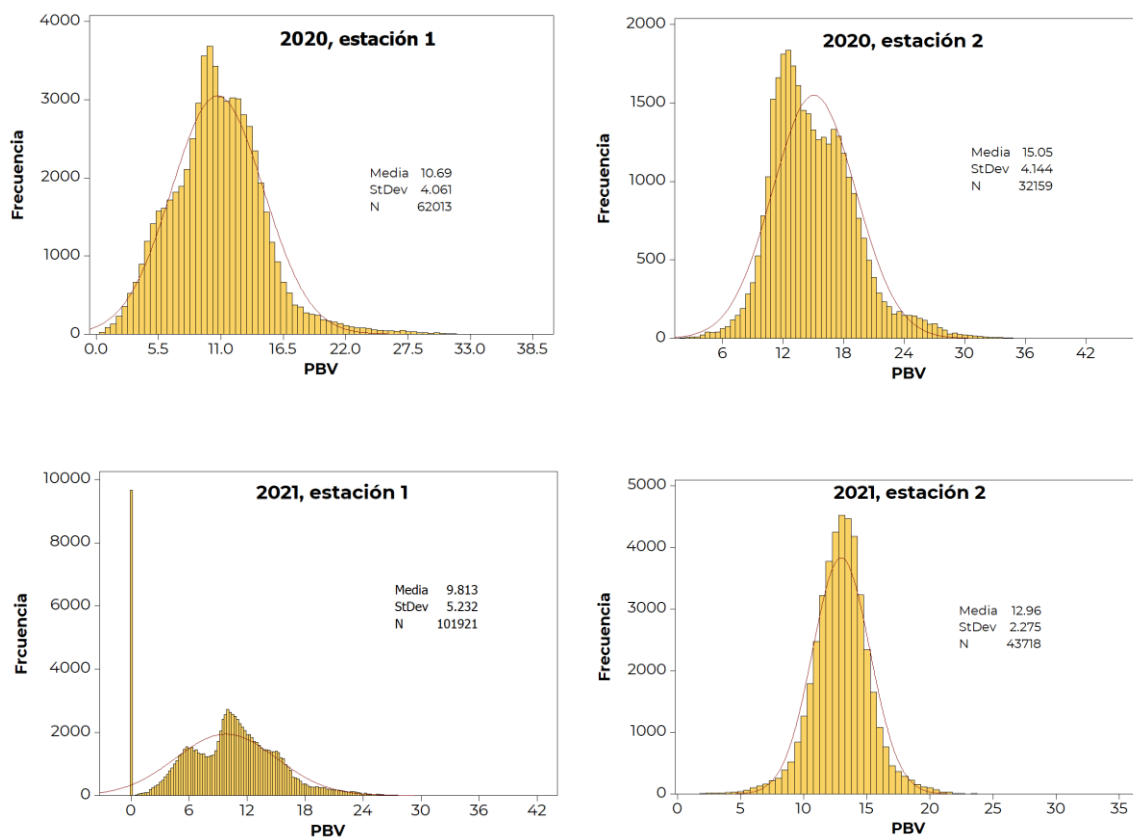 2020, estación 1
4000
3000
2000
1000
0
Frecuencia
Media 10.69
StDev 4.061
N 62013
0.0 5.5 11.0 16.5 22.0 27.5 33.0 38.5
PBV
2020, estación 2
2000
1500
1000
500
0
Frecuencia
Media 15.05
StDev 4.144
N 32159
6 12 18 24 30 36 42
PBV
2021, estación 1
10000
8000
6000
4000
2000
0
Frcuencia
Media 9.813
StDev 5.232
N 101921
0 6 12 18 24 30 36 42
PBV
2021, estación 2
5000
4000
3000
2000
1000
0
Frecuencia
Media 12.96
StDev 2.275
N 43718
0 5 10 15 20 25 30 35
PBV